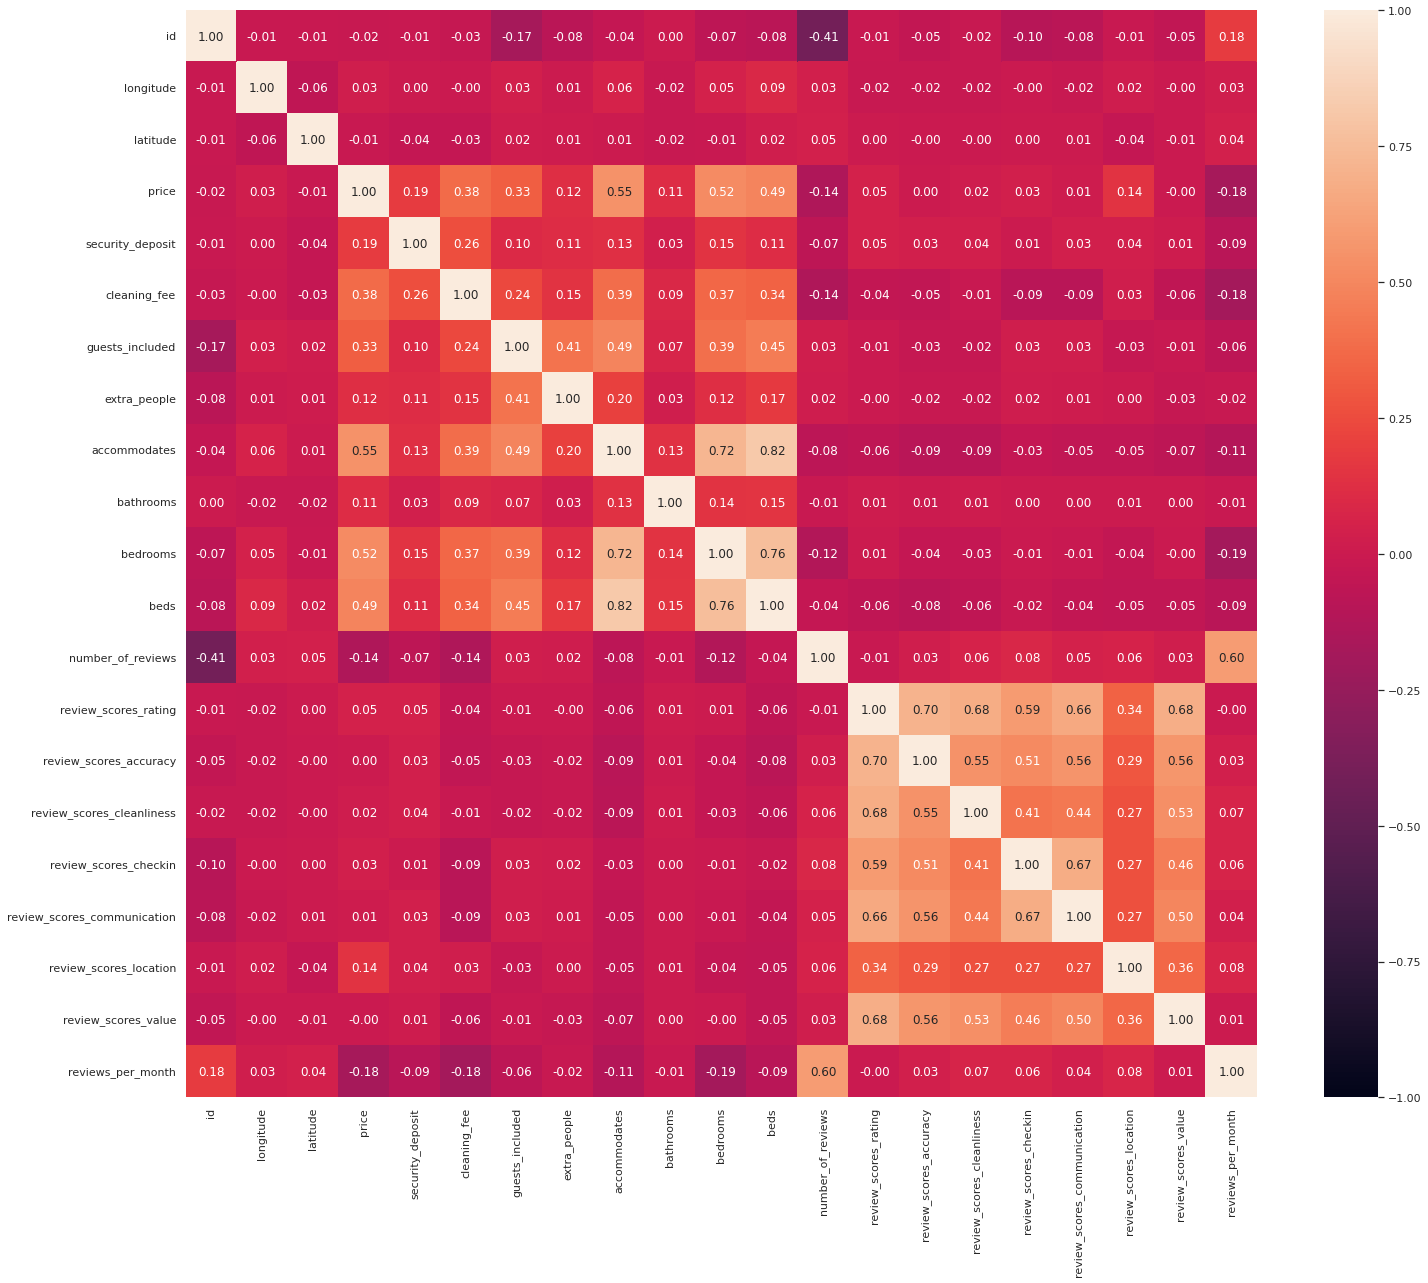 id 1.00 -0.01 -0.01 -0.02 -0.01 -0.03 -0.17 -0.08 -0.04 0.00 -0.07 -0.08 -0.41 -0.01 -0.05 -0.02 -0.10 -0.08 -0.01 -0.05 0.18
longitude -0.01 1.00 -0.06 0.03 0.00 -0.00 0.03 0.01 0.06 -0.02 0.05 0.09 0.03 -0.02 -0.02 -0.02 -0.00 -0.02 0.02 -0.00 0.03
latitude -0.01 -0.06 1.00 -0.01 -0.04 -0.03 0.02 0.01 0.01 -0.02 -0.01 0.02 0.05 0.00 -0.00 -0.00 0.00 0.01 -0.04 -0.01 0.04
price -0.02 0.03 -0.01 1.00 0.19 0.38 0.33 0.12 0.55 0.11 0.52 0.49 -0.14 0.05 0.00 0.02 0.03 0.01 0.14 -0.00 -0.18
security_deposit -0.01 0.00 -0.04 0.19 1.00 0.26 0.10 0.11 0.13 0.03 0.15 0.11 -0.07 0.05 0.03 0.04 0.01 0.03 0.04 0.01 -0.09
cleaning_fee -0.03 -0.00 -0.03 0.38 0.26 1.00 0.24 0.15 0.39 0.09 0.37 0.34 -0.14 -0.04 -0.05 -0.01 -0.09 -0.09 0.03 -0.06 -0.18
guests_included -0.17 0.03 0.02 0.33 0.10 0.24 1.00 0.41 0.49 0.07 0.39 0.45 0.03 -0.01 -0.03 -0.02 0.03 0.03 -0.03 -0.01 -0.06
extra_people -0.08 0.01 0.01 0.12 0.11 0.15 0.41 1.00 0.20 0.03 0.12 0.17 0.02 -0.00 -0.02 -0.02 0.02 0.01 0.00 -0.03 -0.02
accommodates -0.04 0.06 0.01 0.55 0.13 0.39 0.49 0.20 1.00 0.13 0.72 0.82 -0.08 -0.06 -0.09 -0.09 -0.03 -0.05 -0.05 -0.07 -0.11
bathrooms 0.00 -0.02 -0.02 0.11 0.03 0.09 0.07 0.03 0.13 1.00 0.14 0.15 -0.01 0.01 0.01 0.01 0.00 0.00 0.01 0.00 -0.01
bedrooms -0.07 0.05 -0.01 0.52 0.15 0.37 0.39 0.12 0.72 0.14 1.00 0.76 -0.12 0.01 -0.04 -0.03 -0.01 -0.01 -0.04 -0.00 -0.19
beds -0.08 0.09 0.02 0.49 0.11 0.34 0.45 0.17 0.82 0.15 0.76 1.00 -0.04 -0.06 -0.08 -0.06 -0.02 -0.04 -0.05 -0.05 -0.09
number_of_reviews -0.41 0.03 0.05 -0.14 -0.07 -0.14 0.03 0.02 -0.08 -0.01 -0.12 -0.04 1.00 -0.01 0.03 0.06 0.08 0.05 0.06 0.03 0.60
review_scores_rating -0.01 -0.02 0.00 0.05 0.05 -0.04 -0.01 -0.00 -0.06 0.01 0.01 -0.06 -0.01 1.00 0.70 0.68 0.59 0.66 0.34 0.68 -0.00
review_scores_accuracy -0.05 -0.02 -0.00 0.00 0.03 -0.05 -0.03 -0.02 -0.09 0.01 -0.04 -0.08 0.03 0.70 1.00 0.55 0.51 0.56 0.29 0.56 0.03
review_scores_cleanliness -0.02 -0.02 -0.00 0.02 0.04 -0.01 -0.02 -0.02 -0.09 0.01 -0.03 -0.06 0.06 0.68 0.55 1.00 0.41 0.44 0.27 0.53 0.07
review_scores_checkin -0.10 -0.00 0.00 0.03 0.01 -0.09 0.03 0.02 -0.03 0.00 -0.01 -0.02 0.08 0.59 0.51 0.41 1.00 0.67 0.27 0.46 0.06
review_scores_communication -0.08 -0.02 0.01 0.01 0.03 -0.09 0.03 0.01 -0.05 0.00 -0.01 -0.04 0.05 0.66 0.56 0.44 0.67 1.00 0.27 0.50 0.04
review_scores_location -0.01 0.02 -0.04 0.14 0.04 0.03 -0.03 0.00 -0.05 0.01 -0.04 -0.05 0.06 0.34 0.29 0.27 0.27 0.27 1.00 0.36 0.08
review_scores_value -0.05 -0.00 -0.01 -0.00 0.01 -0.06 -0.01 -0.03 -0.07 0.00 -0.00 -0.05 0.03 0.68 0.56 0.53 0.46 0.50 0.36 1.00 0.01
reviews_per_month 0.18 0.03 0.04 -0.18 -0.09 -0.18 -0.06 -0.02 -0.11 -0.01 -0.19 -0.09 0.60 -0.00 0.03 0.07 0.06 0.04 0.08 0.01 1.00
id
longitude
latitude
price
security_deposit
cleaning_fee
guests_included
extra_people
accommodates
bathrooms
bedrooms
beds
number_of_reviews
review_scores_rating
review_scores_accuracy
review_scores_cleanliness
review_scores_checkin
review_scores_communication
review_scores_location
review_scores_value
reviews_per_month
1.00
0.75
0.50
0.25
0.00
−0.25
−0.50
−0.75
−1.00